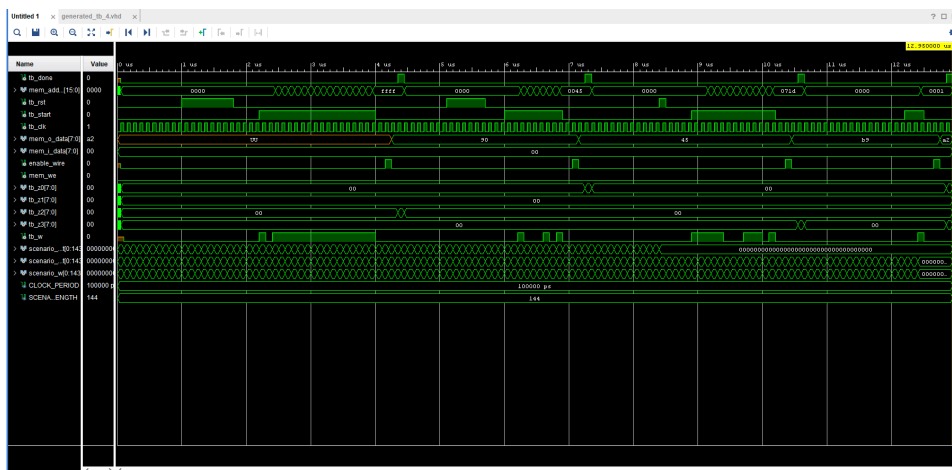 Untitled 1 × generated_tb_4.vhd ×
12.950000 us
Name Value 0 us 1 us 2 us 3 us 4 us 5 us 6 us 7 us 8 us 9 us 10 us 11 us 12 us
tb_done 0
mem_add..[15:0] 0000 0000 ffff 0000 0045 0000 071d 0000 0001
tb_rst 0
tb_start 0
tb_clk 1
mem_o_data[7:0] a2 UU 90 45 b9 a2
mem_i_data[7:0] 00 00
enable_wire 0
mem_we 0
tb_z0[7:0] 00 00 00
tb_z1[7:0] 00 00
tb_z2[7:0] 00 00 00
tb_z3[7:0] 00 00 00
tb_w 0
scenario_...t[0:143 00000000 000000000000000000000000000000000000
scenario_...t[0:143 00000000 000000..
scenario_w[0:143 00000000 000000..
CLOCK_PERIOD 100000 p 100000 ps
SCENA..ENGTH 144 144